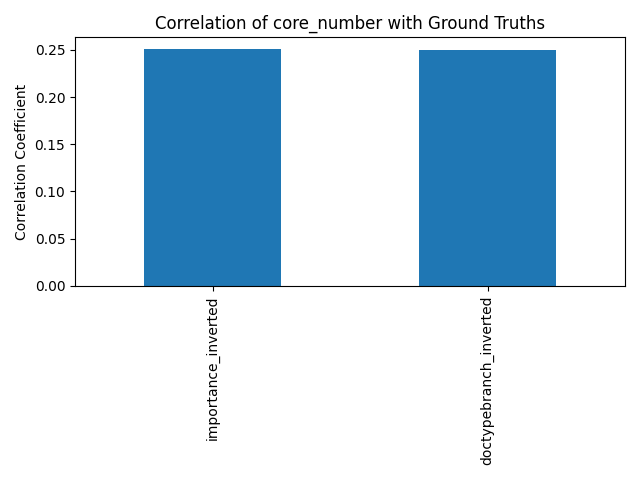 Correlation of core_number with Ground Truths
Correlation Coefficient
0.25
0.20
0.15
0.10
0.05
0.00
importance_inverted
doctypebranch_inverted